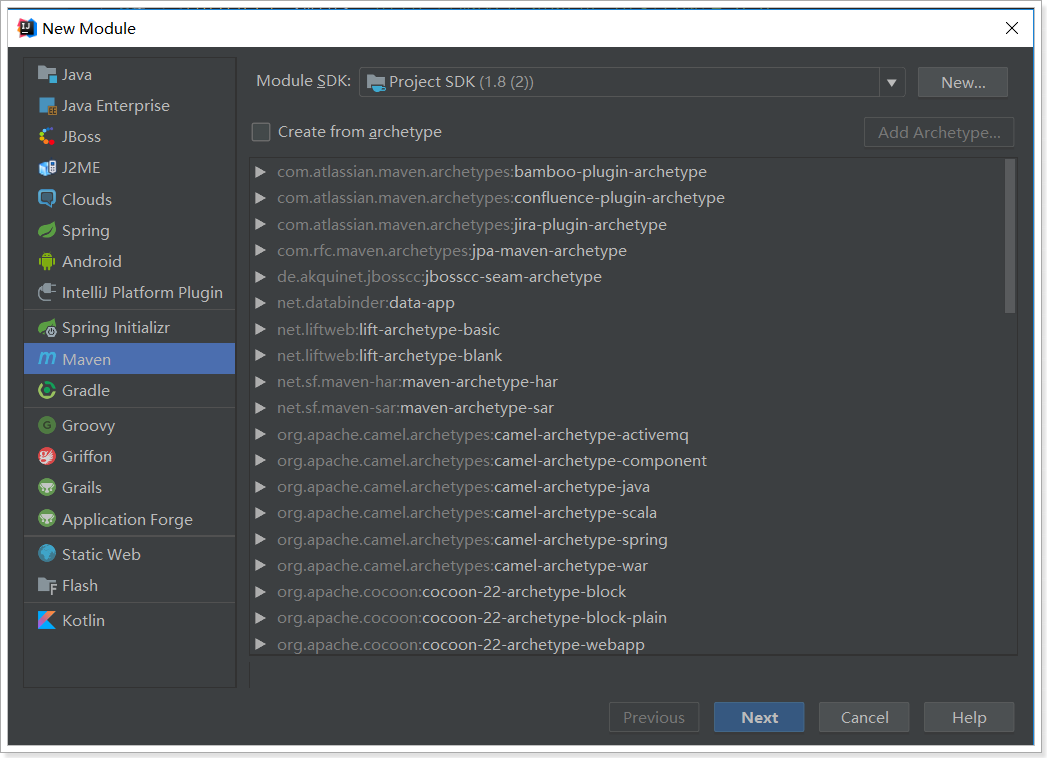 New Module
Java
Java Enterprise
JBoss
J2ME
Clouds
Spring
Android
IntelliJ Platform Plugin
Spring Initializr
Maven
Gradle
Groovy
Griffon
Grails
Application Forge
Static Web
Flash
Kotlin
Module SDK: Project SDK (1.8 (2)) New...
Create from archetype Add Archetype...
com.atlassian.maven.archetypes:bamboo-plugin-archetype
com.atlassian.maven.archetypes:confluence-plugin-archetype
com.atlassian.maven.archetypes:jira-plugin-archetype
com.rfc.maven.archetypes:jpa-maven-archetype
de.akquinet.jbosscc:jbosscc-seam-archetype
net.databinder:data-app
net.liftweb:lift-archetype-basic
net.liftweb:lift-archetype-blank
net.sf.maven-har:maven-archetype-har
net.sf.maven-sar:maven-archetype-sar
org.apache.camel.archetypes:camel-archetype-activemq
org.apache.camel.archetypes:camel-archetype-component
org.apache.camel.archetypes:camel-archetype-java
org.apache.camel.archetypes:camel-archetype-scala
org.apache.camel.archetypes:camel-archetype-spring
org.apache.camel.archetypes:camel-archetype-war
org.apache.cocoon:cocoon-22-archetype-block
org.apache.cocoon:cocoon-22-archetype-block-plain
org.apache.cocoon:cocoon-22-archetype-webapp
Previous Next Cancel Help